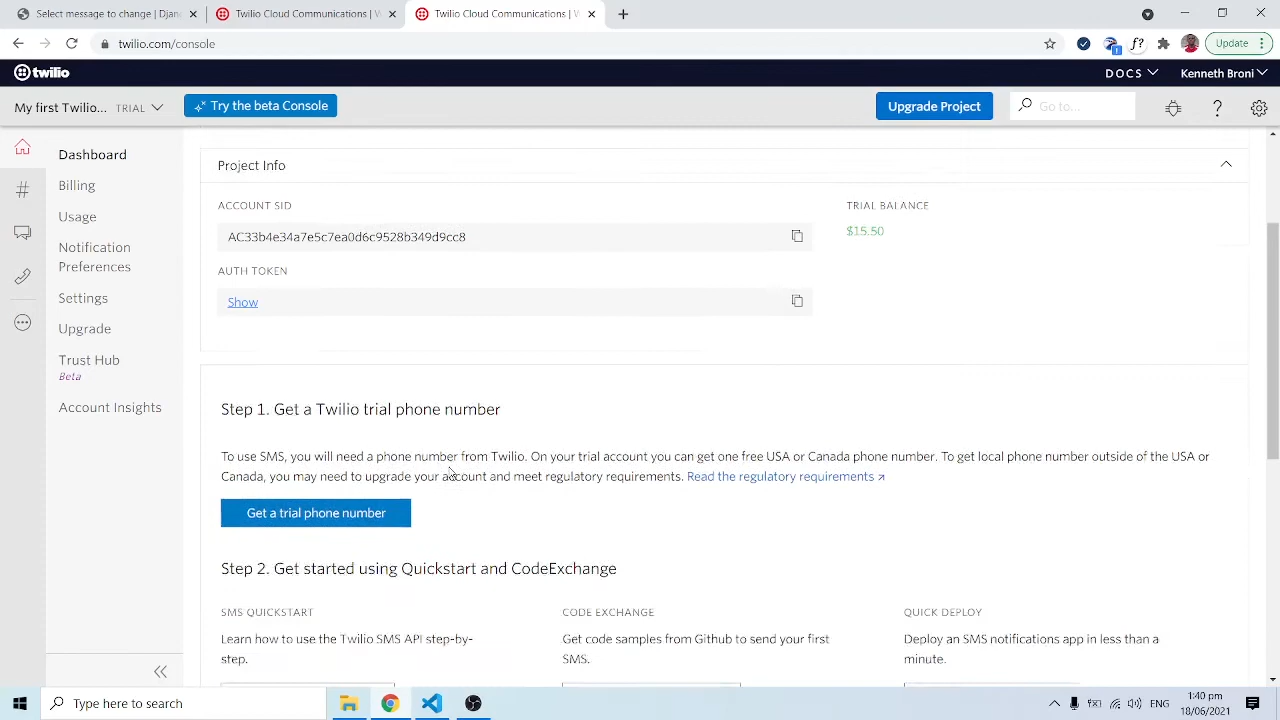 Select message to change | Djan
Twilio Cloud Communications | W
Twilio Cloud Communications | W
twilio.com/console
Update
twilio
DOCS
Kenneth Broni
My first Twilio... TRIAL
Try the beta Console
Upgrade Project
Go to...
Dashboard
Billing
Usage
Notification
Preferences
Settings
Upgrade
Trust Hub
Beta
Account Insights
Project Info
ACCOUNT SID
TRIAL BALANCE
AC33b4e34a7e5c7ea0d6c9528b349d9cc8
$15.50
AUTH TOKEN
Show
Step 1. Get a Twilio trial phone number
To use SMS, you will need a phone number from Twilio. On your trial account you can get one free USA or Canada phone number. To get local phone number outside of the USA or
Canada, you may need to upgrade your account and meet regulatory requirements. Read the regulatory requirements
Get a trial phone number
Step 2. Get started using Quickstart and CodeExchange
SMS QUICKSTART
Learn how to use the Twilio SMS API step-by-
step.
CODE EXCHANGE
Get code samples from Github to send your first
SMS.
QUICK DEPLOY
Deploy an SMS notifications app in less than a
minute.
Type here to search
ENG
1:40 pm
18/06/2021